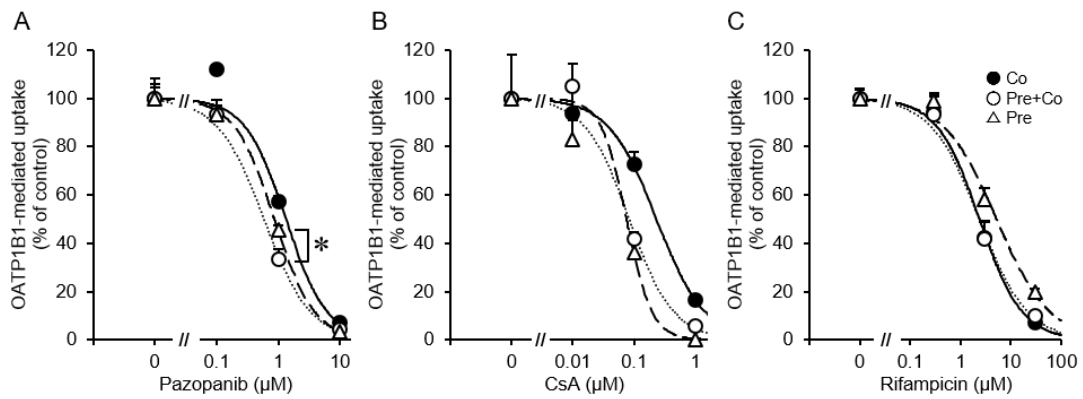 A
OATP1B1-mediated uptake
(% of control)
120
100
80
60
40
20
0
*
0
//
0.1
1
10
Pazopanib (µM)
B
OATP1B1-mediated uptake
(% of control)
120
100
80
60
40
20
0
0
//
0.01
0.1
1
CsA (µM)
C
OATP1B1-mediated uptake
(% of control)
120
100
80
60
40
20
0
Co
Pre+Co
Pre
0
//
0.1
1
10
100
Rifampicin (µM)